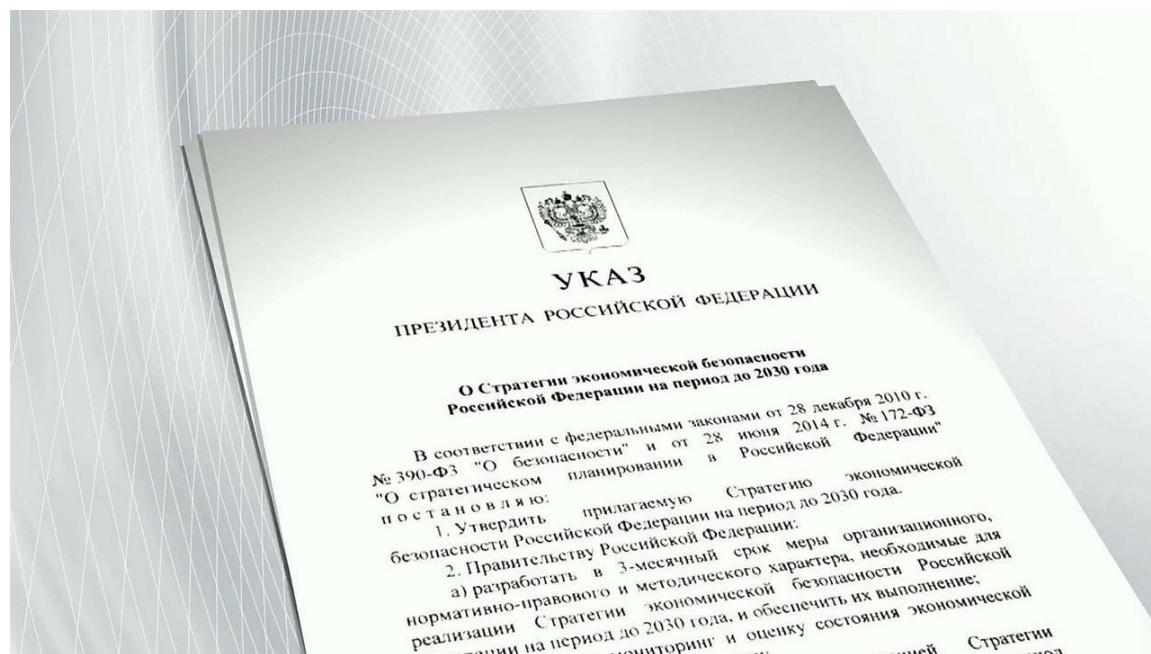 УКАЗ
ПРЕЗИДЕНТА РОССИЙСКОЙ ФЕДЕРАЦИИ
О Стратегии экономической безопасности
Российской Федерации на период до 2030 года
В соответствии с федеральными законами от 28 декабря 2010 г.
№ 390-ФЗ "О безопасности" и от 28 июня 2014 г. № 172-ФЗ
"О стратегическом планировании в Российской Федерации"
п о с т а н о в л я ю:
1. Утвердить прилагаемую Стратегию экономической
безопасности Российской Федерации на период до 2030 года.
2. Правительству Российской Федерации:
а) разработать в 3-месячный срок меры организационного,
нормативно-правового и методического характера, необходимые для
реализации Стратегии экономической безопасности Российской
на период до 2030 года, и обеспечить их выполнение;
мониторинг и оценку состояния экономической
Стратегии